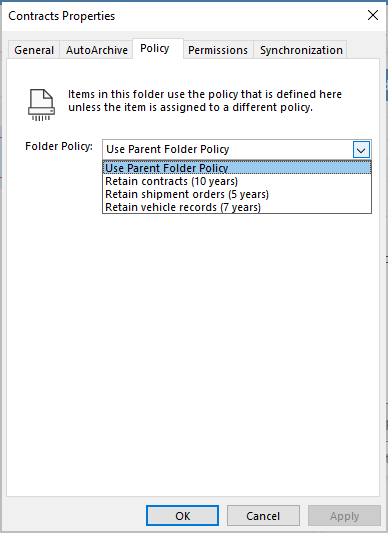 Contracts Properties
General AutoArchive Policy Permissions Synchronization
Items in this folder use the policy that is defined here
unless the item is assigned to a different policy.
Folder Policy: Use Parent Folder Policy
Use Parent Folder Policy
Retain contracts (10 years)
Retain shipment orders (5 years)
Retain vehicle records (7 years)
OK Cancel Apply